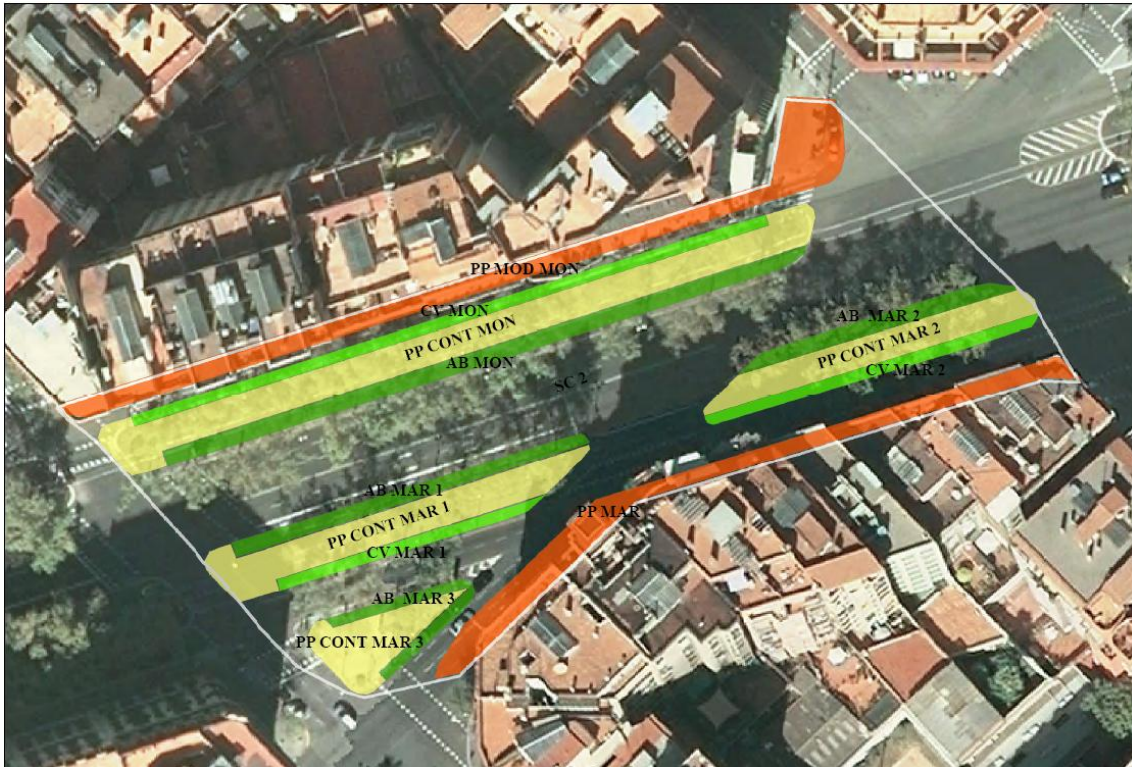 PP MOD MON
CV MON
PP CONT MON
AB MON
SC 2
AB  MAR 2
PP CONT MAR 2
CV MAR 2
AB MAR 1
PP CONT MAR 1
CV MAR 1
PP MAR
AB  MAR 3
PP CONT MAR 3